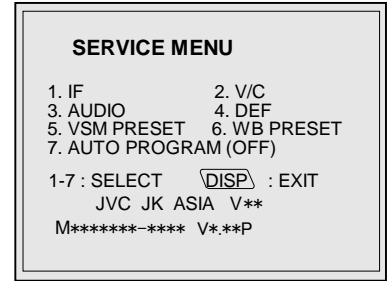 SERVICE MENU
1. IF 2. V/C
3. AUDIO 4. DEF
5. VSM PRESET 6. WB PRESET
7. AUTO PROGRAM (OFF)
1-7 : SELECT DISP : EXIT
JVC JK ASIA V**
M*******-**** V*.**P